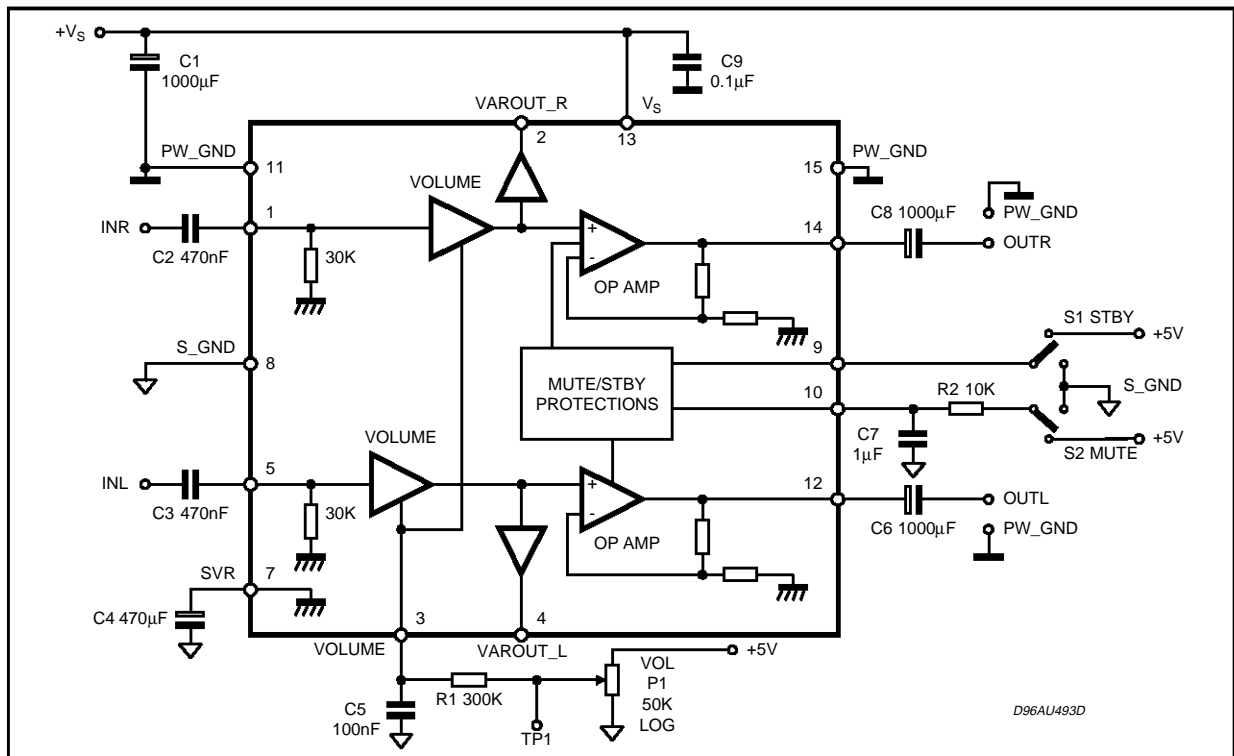 +VS
C1
1000µF
C9
0.1µF
VAROUT_R
VS
2
13
PW_GND
11
15
PW_GND
VOLUME
C8 1000µF
PW_GND
INR
1
14
OUTR
C2 470nF
30K
+
-
OP AMP
S1 STBY
+5V
S_GND
8
9
MUTE/STBY
PROTECTIONS
10
R2 10K
S_GND
VOLUME
C7
1µF
+5V
S2 MUTE
INL
5
12
OUTL
C3 470nF
30K
+
-
OP AMP
C6 1000µF
PW_GND
SVR
7
C4 470µF
3
4
VOLUME
VAROUT_L
+5V
VOL
P1
50K
LOG
R1 300K
C5
100nF
TP1
D96AU493D